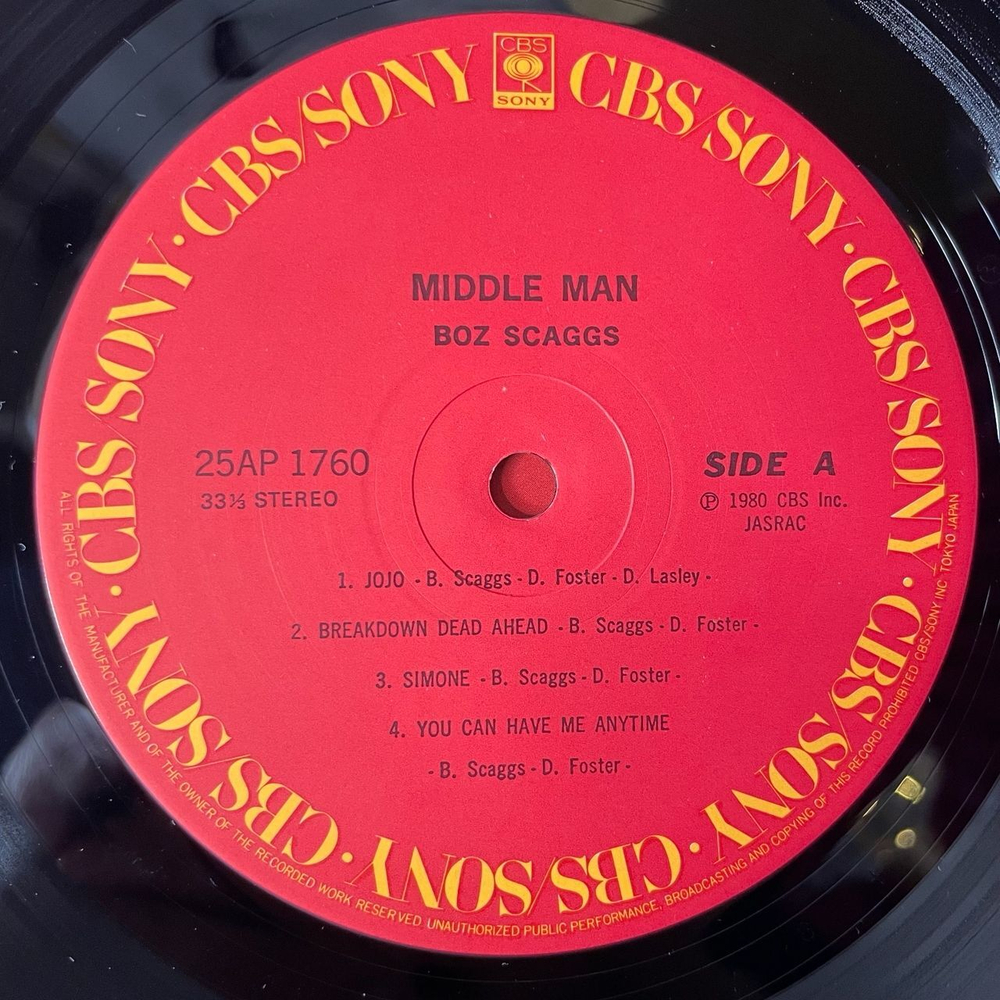 CBS
SONY
CBS/SONY · CBS/SONY · CBS/SONY · CBS/SONY · CBS/SONY · CBS/SONY · CBS/SONY · CBS/SONY · CBS/SONY
MIDDLE MAN
BOZ SCAGGS
25AP 1760
33⅓ STEREO
SIDE A
Ⓟ 1980 CBS Inc.
JASRAC
1. JOJO - B. Scaggs - D. Foster - D. Lasley -
2. BREAKDOWN DEAD AHEAD - B. Scaggs - D. Foster -
3. SIMONE - B. Scaggs - D. Foster -
4. YOU CAN HAVE ME ANYTIME
- B. Scaggs - D. Foster -
ALL RIGHTS OF THE MANUFACTURER AND OF THE OWNER OF THE RECORDED WORK RESERVED. UNAUTHORIZED PUBLIC PERFORMANCE, BROADCASTING AND COPYING OF THIS RECORD PROHIBITED CBS/SONY INC. TOKYO JAPAN